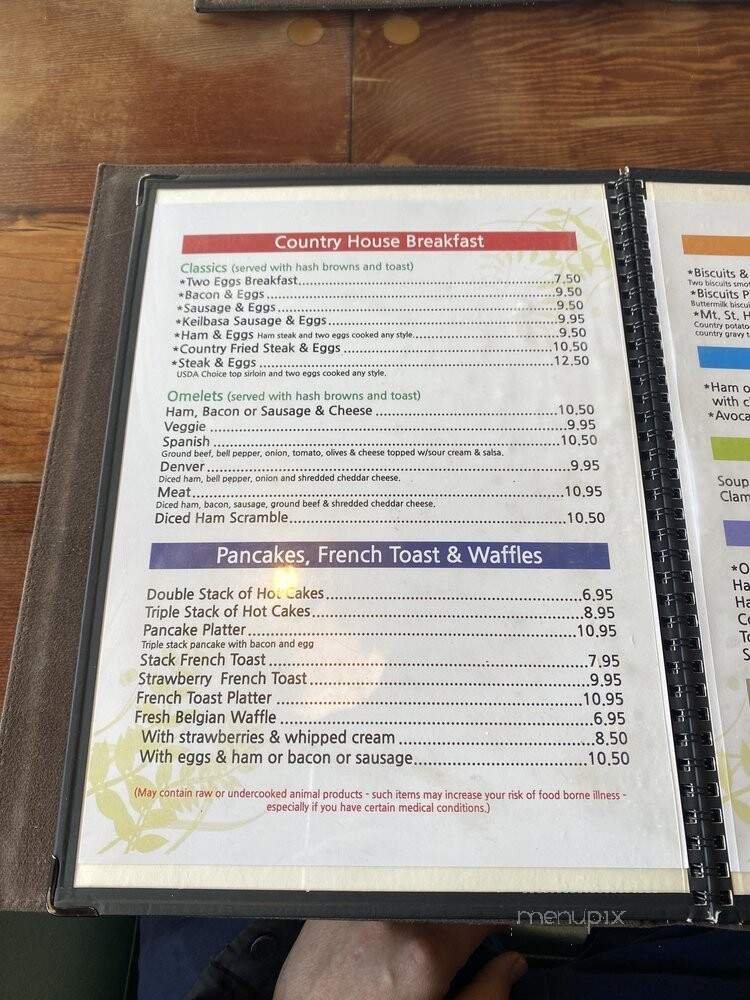 Country House Breakfast
Classics (served with hash browns and toast)
*Two Eggs Breakfast 7.50
*Bacon & Eggs 9.50
*Sausage & Eggs 9.50
*Keilbasa Sausage & Eggs 9.95
*Ham & Eggs Ham steak and two eggs cooked any style. 9.50
*Country Fried Steak & Eggs 10.50
*Steak & Eggs 12.50
USDA Choice top sirloin and two eggs cooked any style.
Omelets (served with hash browns and toast)
Ham, Bacon or Sausage & Cheese 10.50
Veggie 9.95
Spanish 10.50
Ground beef, bell pepper, onion, tomato, olives & cheese topped w/sour cream & salsa.
Denver 9.95
Diced ham, bell pepper, onion and shredded cheddar cheese.
Meat 10.95
Diced ham, bacon, sausage, ground beef & shredded cheddar cheese.
Diced Ham Scramble 10.50
Pancakes, French Toast & Waffles
Double Stack of Hot Cakes 6.95
Triple Stack of Hot Cakes 8.95
Pancake Platter 10.95
Triple stack pancake with bacon and egg
Stack French Toast 7.95
Strawberry French Toast 9.95
French Toast Platter 10.95
Fresh Belgian Waffle 6.95
With strawberries & whipped cream 8.50
With eggs & ham or bacon or sausage 10.50
(May contain raw or undercooked animal products - such items may increase your risk of food borne illness -
especially if you have certain medical conditions.)
*Biscuits &
Two biscuits
*Biscuits
Buttermilk
*Mt. St.
Country
country gravy
*Ham
with
Soup
menupix